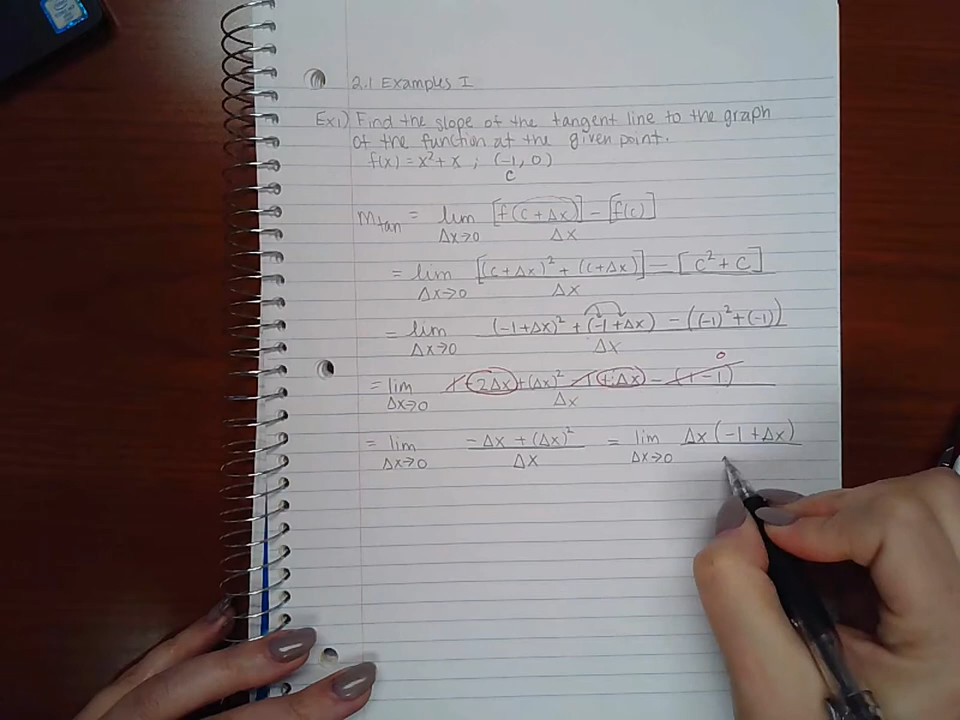 2.1 Examples I
Ex1) Find the slope of the tangent line to the graph
of the function at the given point.
f(x) = x² + x ; (-1, 0)
c
m_tan = lim Δx→0 [f(c + Δx)] - [f(c)] / Δx
= lim Δx→0 [(c+Δx)² + (c+Δx)] - [c² + c] / Δx
= lim Δx→0 (-1+Δx)² + (-1+Δx) - ((-1)² + (-1)) / Δx
= lim Δx→0 1 - 2Δx + (Δx)² - 1 + Δx - (1 - 1) 0 / Δx
= lim Δx→0 -Δx + (Δx)² / Δx = lim Δx→0 Δx(-1 + Δx)